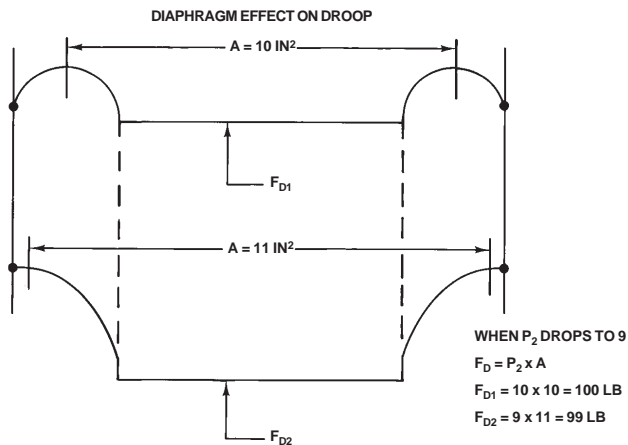 DIAPHRAGM EFFECT ON DROOP
A = 10 IN²
F_D1
A = 11 IN²
WHEN P₂ DROPS TO 9
F_D = P₂ x A
F_D1 = 10 x 10 = 100 LB
F_D2 = 9 x 11 = 99 LB
F_D2